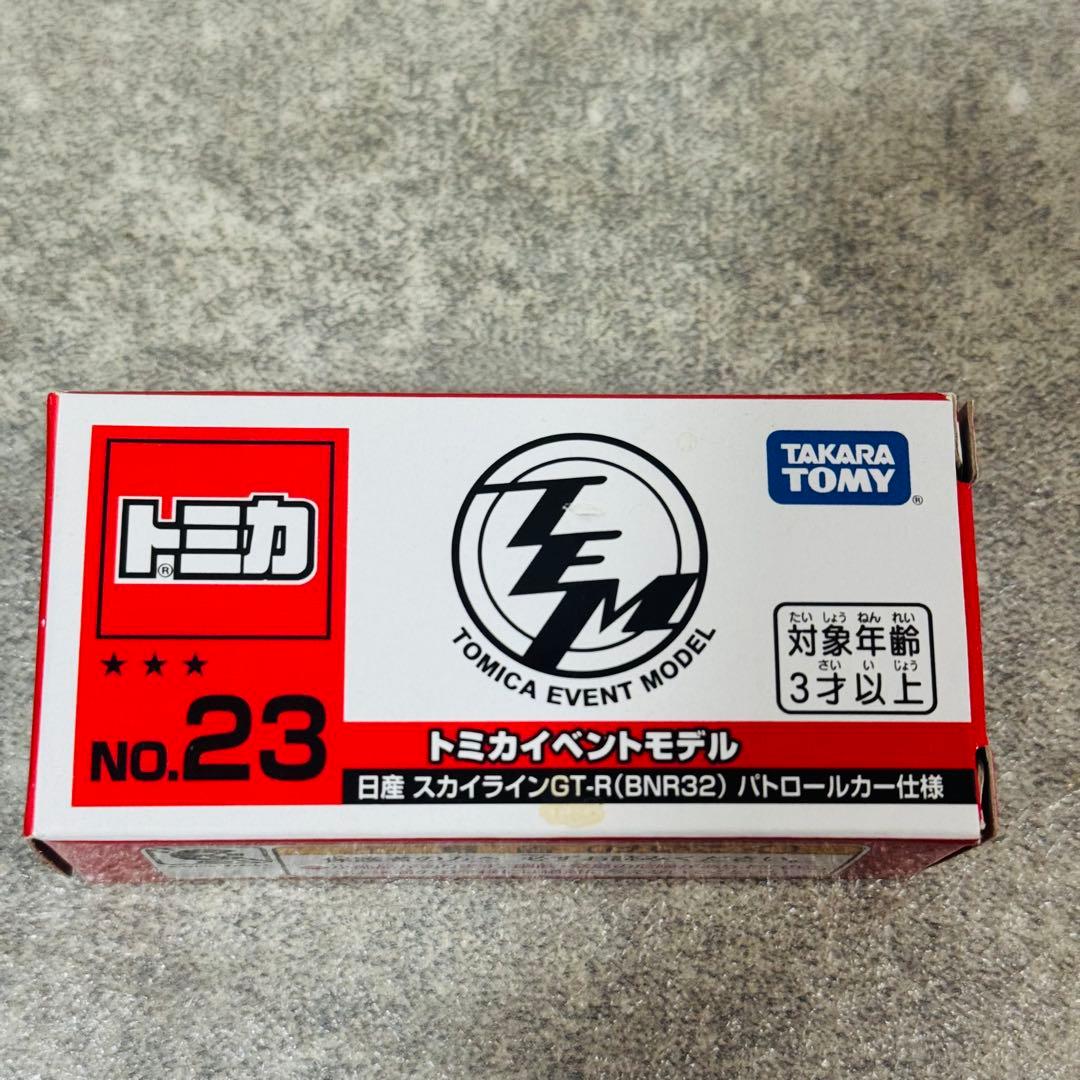 トミカ®
★★★
NO.23
TEM
TOMICA EVENT MODEL
TAKARA TOMY®
たいしょうねんれい
対象年齢
さいいじょう
3才以上
トミカイベントモデル
日産 スカイラインGT-R(BNR32) パトロールカー仕様